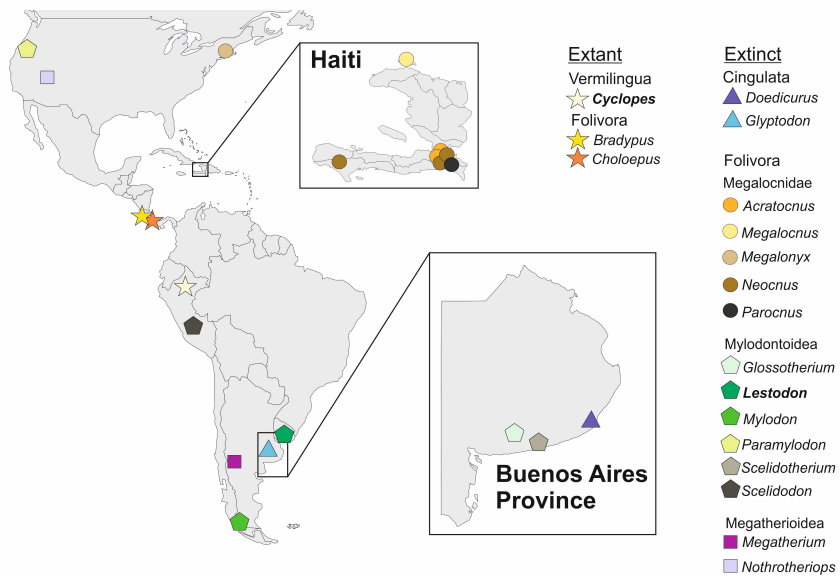 Haiti
Buenos Aires
Province
Extant
Vermilingua
Cyclopes
Folivora
Bradypus
Choloepus
Extinct
Cingulata
Doedicurus
Glyptodon
Folivora
Megalocnidae
Acratocnus
Megalocnus
Megalonyx
Neocnus
Parocnus
Mylodontoidea
Glossotherium
Lestodon
Mylodon
Paramylodon
Scelidotherium
Scelidodon
Megatherioidea
Megatherium
Nothrotheriops